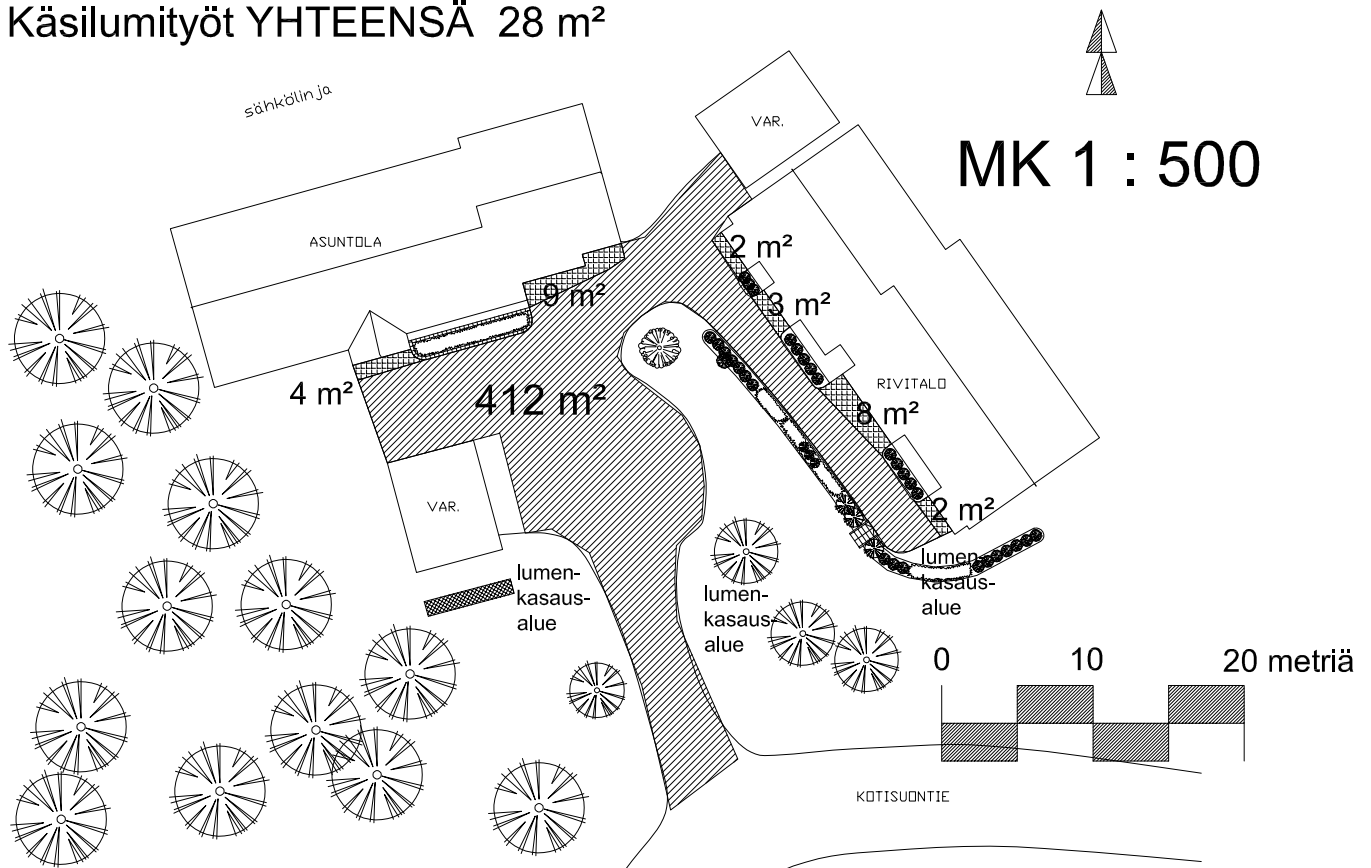 Käsilumityöt YHTEENSÄ 28 m²
sähkölinja
VAR.
MK 1 : 500
ASUNTOLA
2 m²
9 m²
3 m²
4 m²
412 m²
RIVITALO
8 m²
VAR.
2 m²
lumen-
kasaus-
alue
lumen-
kasaus-
alue
lumen-
kasaus-
alue
0 10 20 metriä
KOTISUONTIE